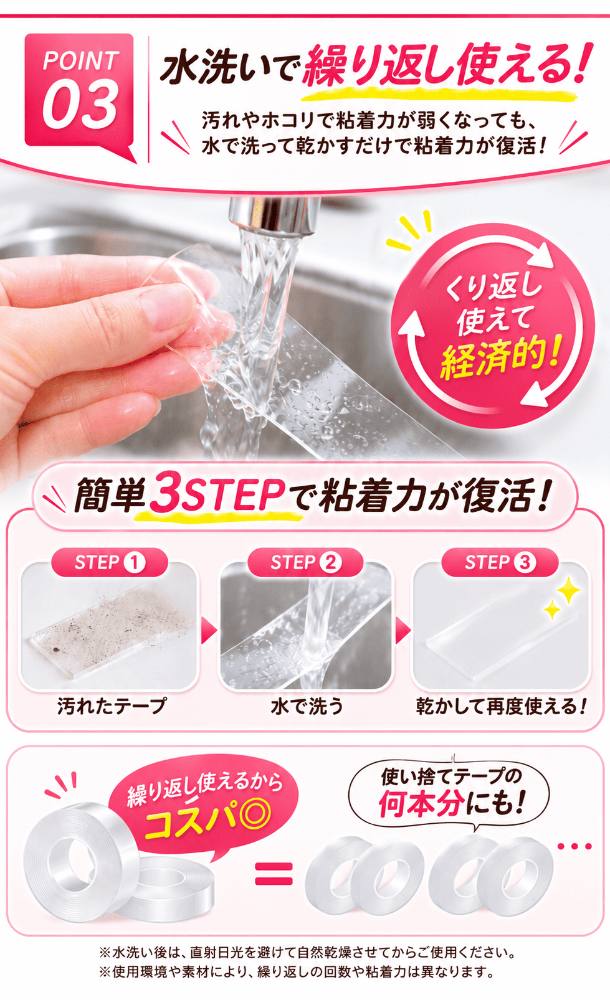 POINT
03
水洗いで繰り返し使える!
汚れやホコリで粘着力が弱くなっても、
水で洗って乾かすだけで粘着力が復活!
くり返し
使えて
経済的!
簡単3STEPで粘着力が復活!
STEP 1
汚れたテープ
STEP 2
水で洗う
STEP 3
乾かして再度使える!
繰り返し使えるから
コスパ◎
=
使い捨てテープの
何本分にも!
…
※水洗い後は、直射日光を避けて自然乾燥させてからご使用ください。
※使用環境や素材により、繰り返しの回数や粘着力は異なります。